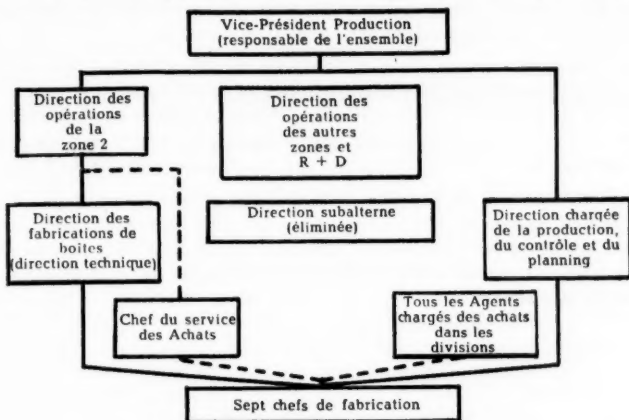 Vice-Président Production
(responsable de l'ensemble)
Direction des
opérations
de la
zone 2
Direction des
opérations
des autres
zones et
R + D
Direction des
fabrications de
boites
(direction technique)
Direction subalterne
(éliminée)
Direction chargée
de la production,
du contrôle et du
planning
Chef du service
des Achats
Tous les Agents
chargés des achats
dans les
divisions
Sept chefs de fabrication